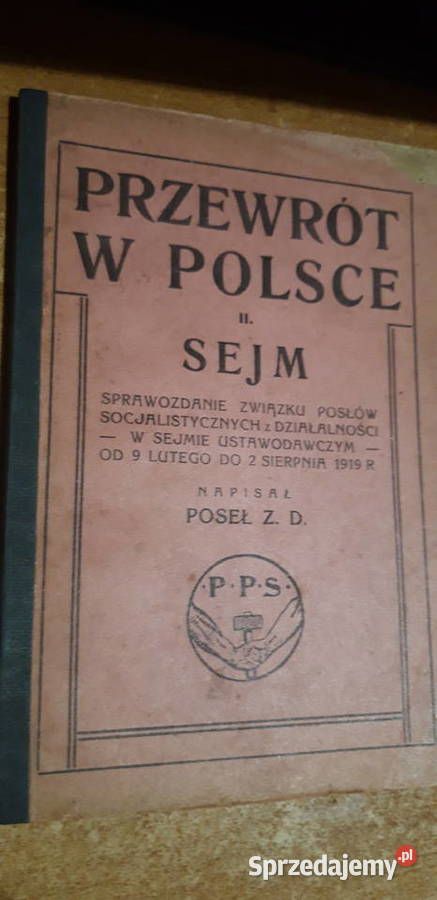 PRZEWRÓT
W POLSCE
II.
SEJM
SPRAWOZDANIE ZWIĄZKU POSŁÓW
SOCJALISTYCZNYCH z DZIAŁALNOŚCI
— W SEJMIE USTAWODAWCZYM —
OD 9 LUTEGO DO 2 SIERPNIA 1919 R.
NAPISAŁ
POSEŁ Z. D.
·P·P·S·
Sprzedajemy.pl